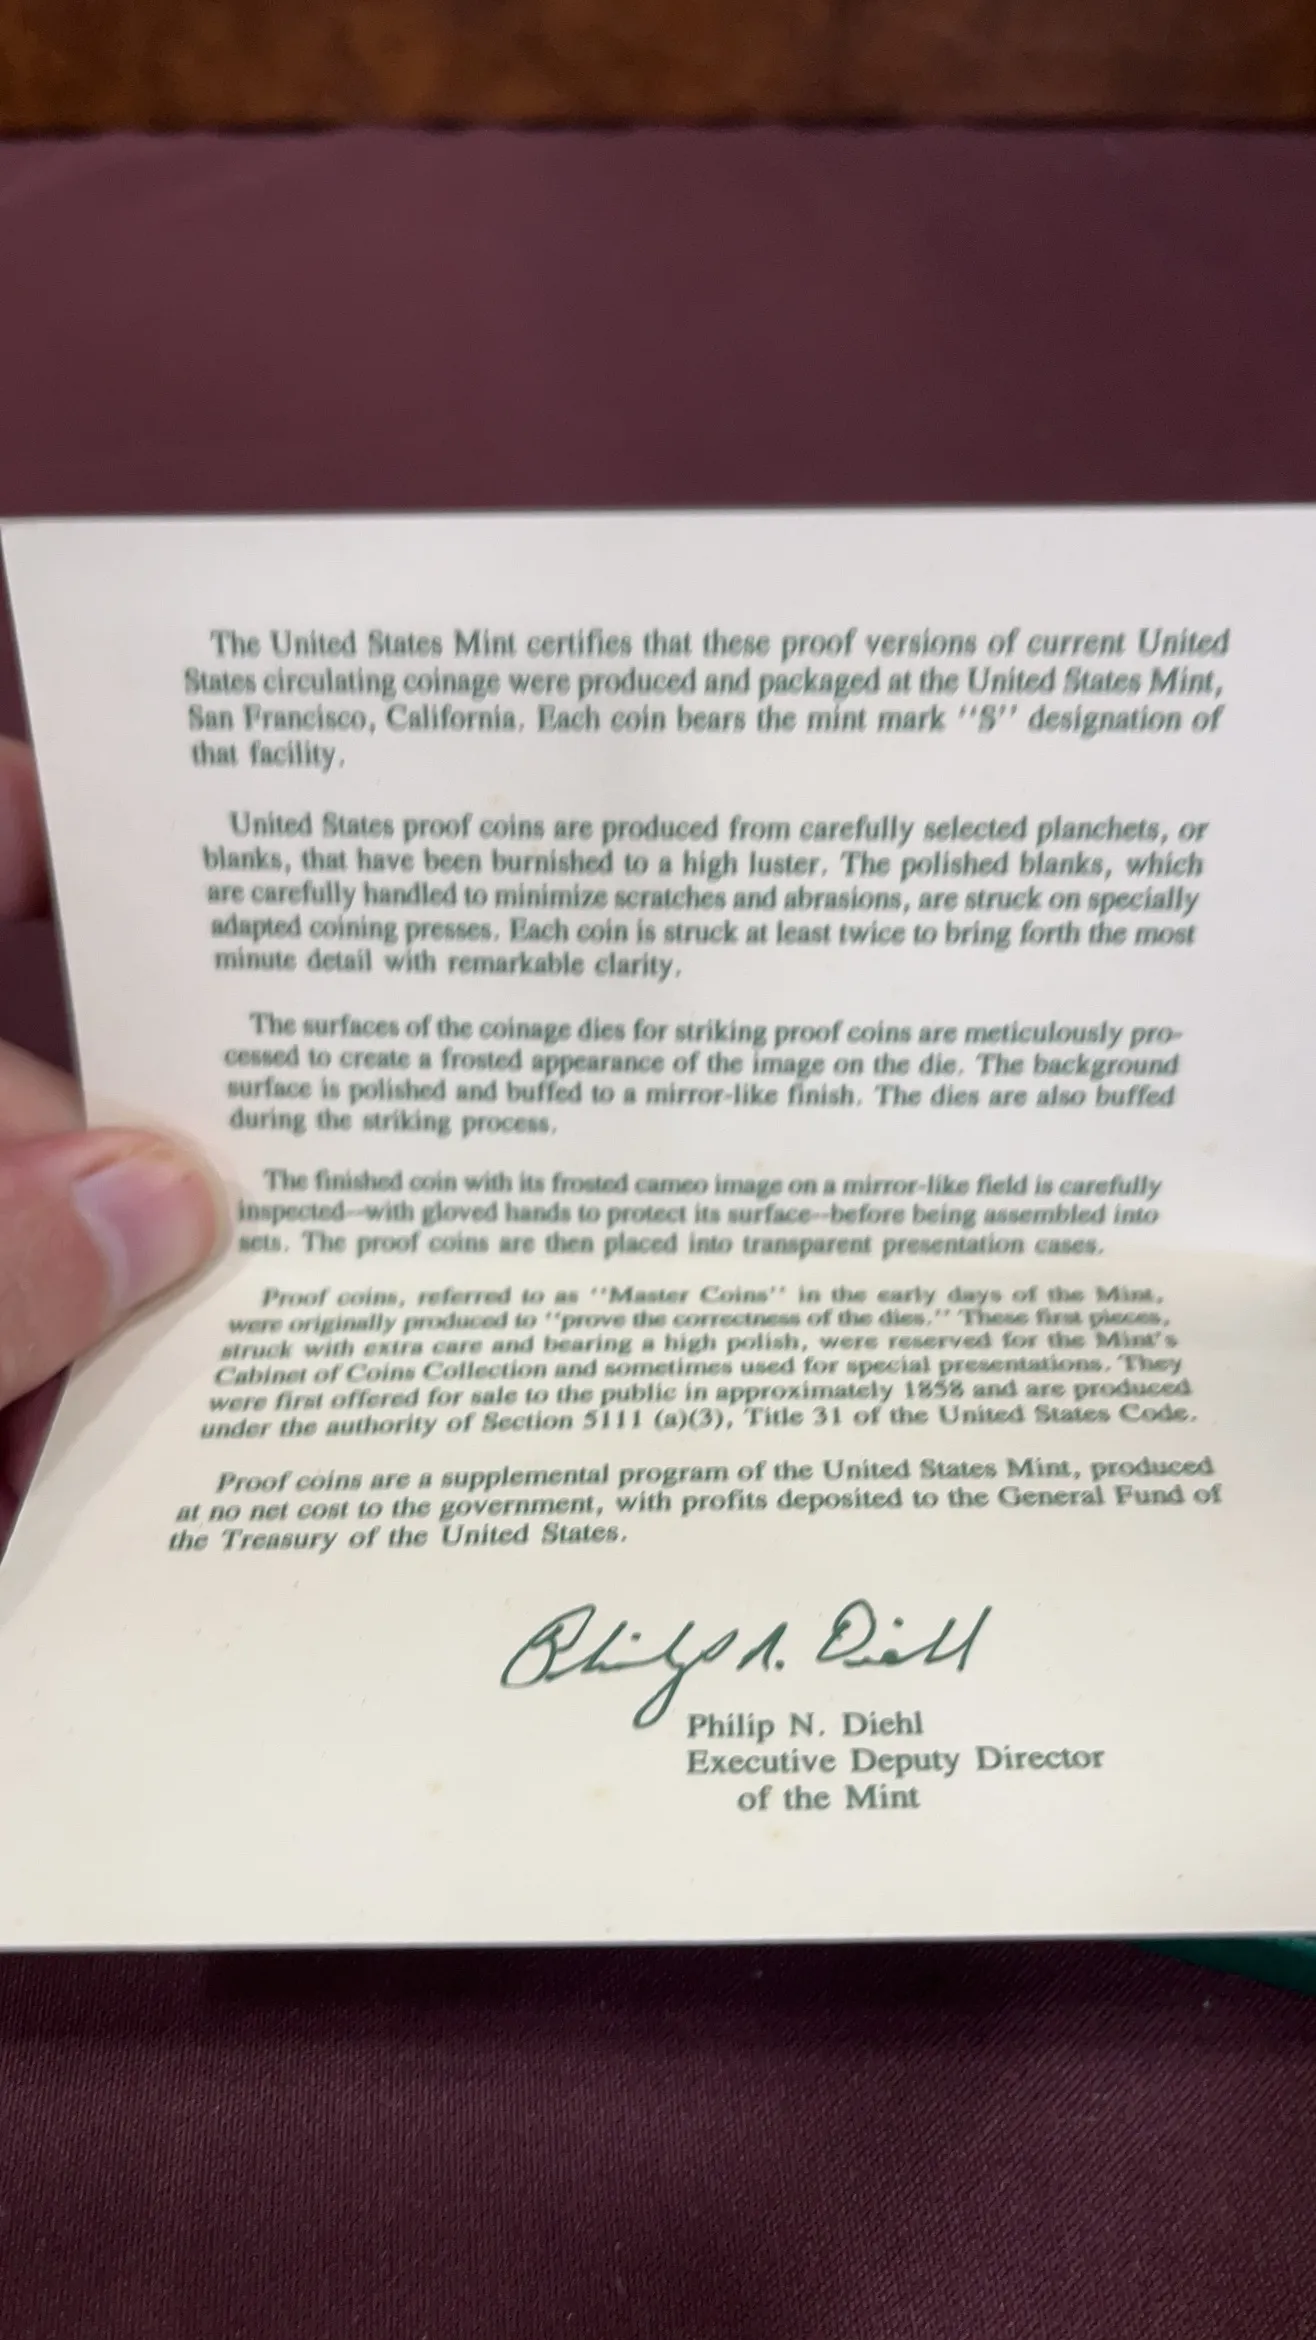 The United States Mint certifies that these proof versions of current United
States circulating coinage were produced and packaged at the United States Mint,
San Francisco, California. Each coin bears the mint mark ''S'' designation of
that facility.
United States proof coins are produced from carefully selected planchets, or
blanks, that have been burnished to a high luster. The polished blanks, which
are carefully handled to minimize scratches and abrasions, are struck on specially
adapted coining presses. Each coin is struck at least twice to bring forth the most
minute detail with remarkable clarity.
The surfaces of the coinage dies for striking proof coins are meticulously pro-
cessed to create a frosted appearance of the image on the die. The background
surface is polished and buffed to a mirror-like finish. The dies are also buffed
during the striking process.
The finished coin with its frosted cameo image on a mirror-like field is carefully
inspected--with gloved hands to protect its surface--before being assembled into
sets. The proof coins are then placed into transparent presentation cases.
Proof coins, referred to as ''Master Coins'' in the early days of the Mint,
were originally produced to ''prove the correctness of the dies.'' These first pieces,
struck with extra care and bearing a high polish, were reserved for the Mint's
Cabinet of Coins Collection and sometimes used for special presentations. They
were first offered for sale to the public in approximately 1858 and are produced
under the authority of Section 5111 (a)(3), Title 31 of the United States Code.
Proof coins are a supplemental program of the United States Mint, produced
at no net cost to the government, with profits deposited to the General Fund of
the Treasury of the United States.
Philip N. Diehl
Philip N. Diehl
Executive Deputy Director
of the Mint